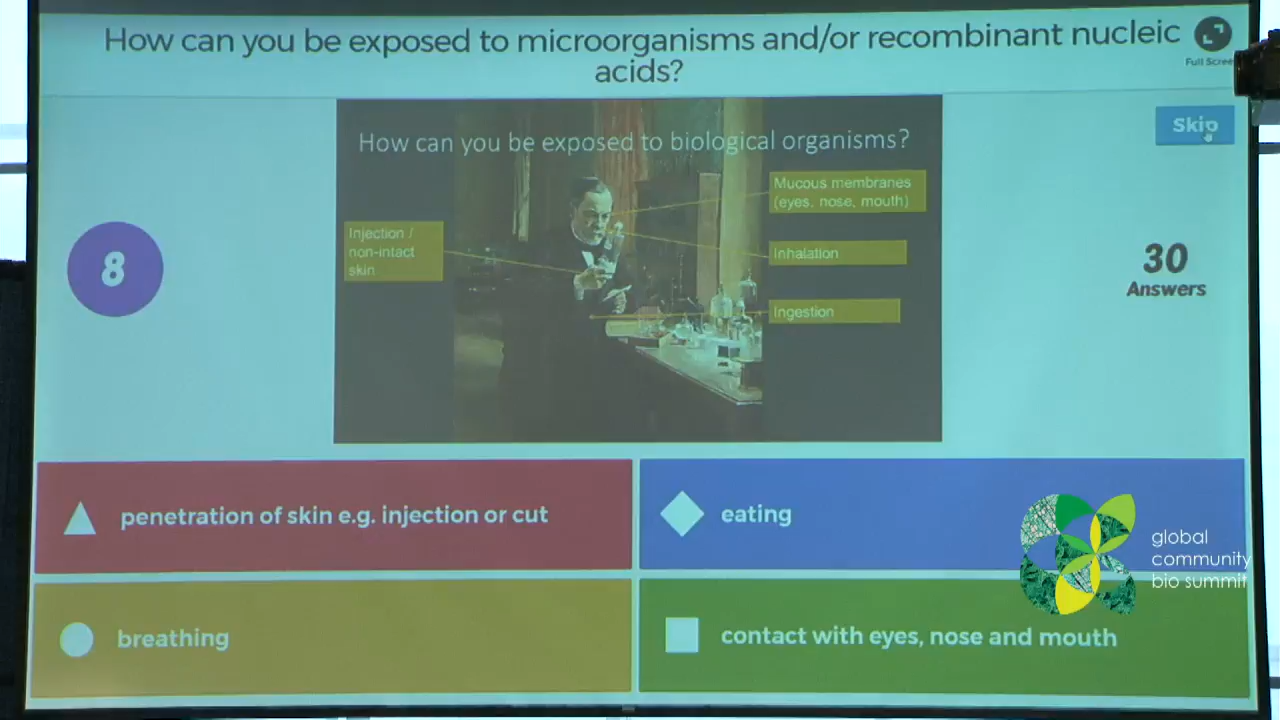 How can you be exposed to microorganisms and/or recombinant nucleic
acids?
Full Scree
Skip
How can you be exposed to biological organisms?
Mucous membranes
(eyes, nose, mouth)
Injection /
non-intact
skin
Inhalation
Ingestion
8
30
Answers
penetration of skin e.g. injection or cut
eating
breathing
contact with eyes, nose and mouth
global
community
bio summit